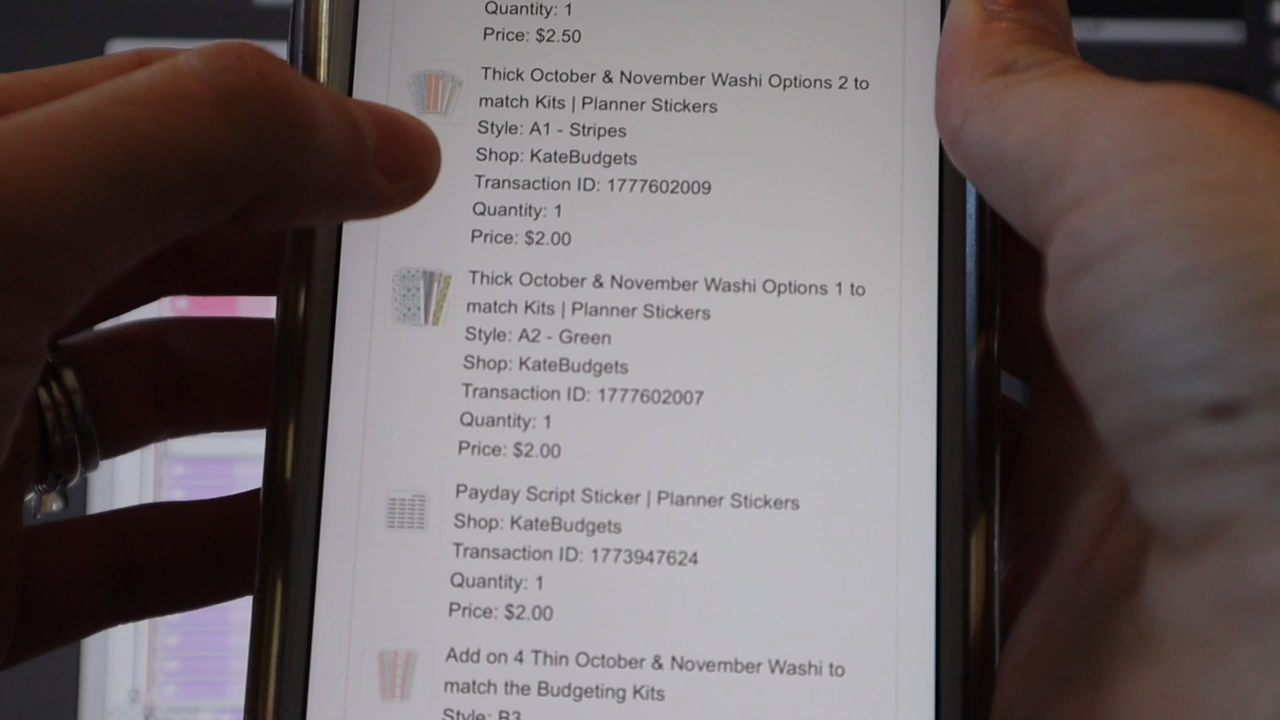 Quantity: 1
Price: $2.50
Thick October & November Washi Options 2 to
match Kits | Planner Stickers
Style: A1 - Stripes
Shop: KateBudgets
Transaction ID: 1777602009
Quantity: 1
Price: $2.00
Thick October & November Washi Options 1 to
match Kits | Planner Stickers
Style: A2 - Green
Shop: KateBudgets
Transaction ID: 1777602007
Quantity: 1
Price: $2.00
Payday Script Sticker | Planner Stickers
Shop: KateBudgets
Transaction ID: 1773947624
Quantity: 1
Price: $2.00
Add on 4 Thin October & November Washi to
match the Budgeting Kits
Style: B3